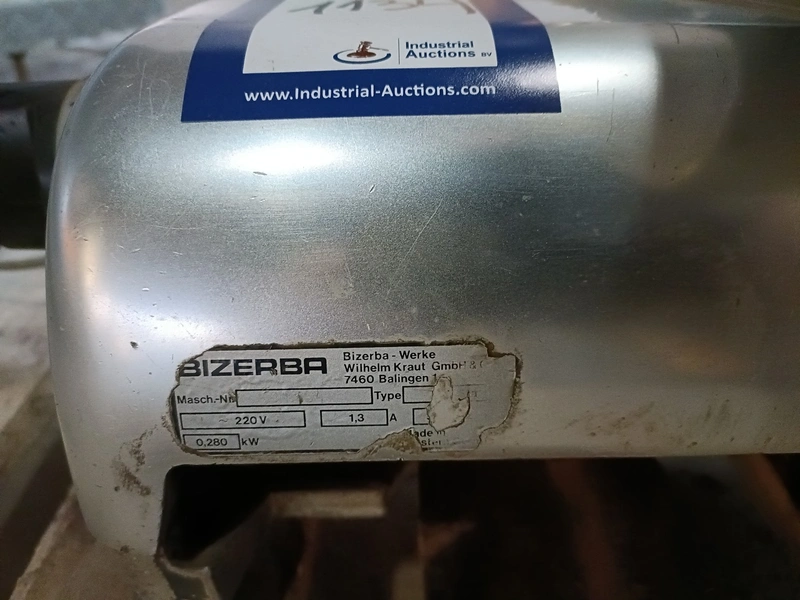 Industrial
Auctions BV
www.Industrial-Auctions.com
BIZERBA
Bizerba - Werke
Wilhelm Kraut GmbH &
7460 Balingen
Masch.-Nr.
Type
~ 220 V
1,3 A
0,280 kW